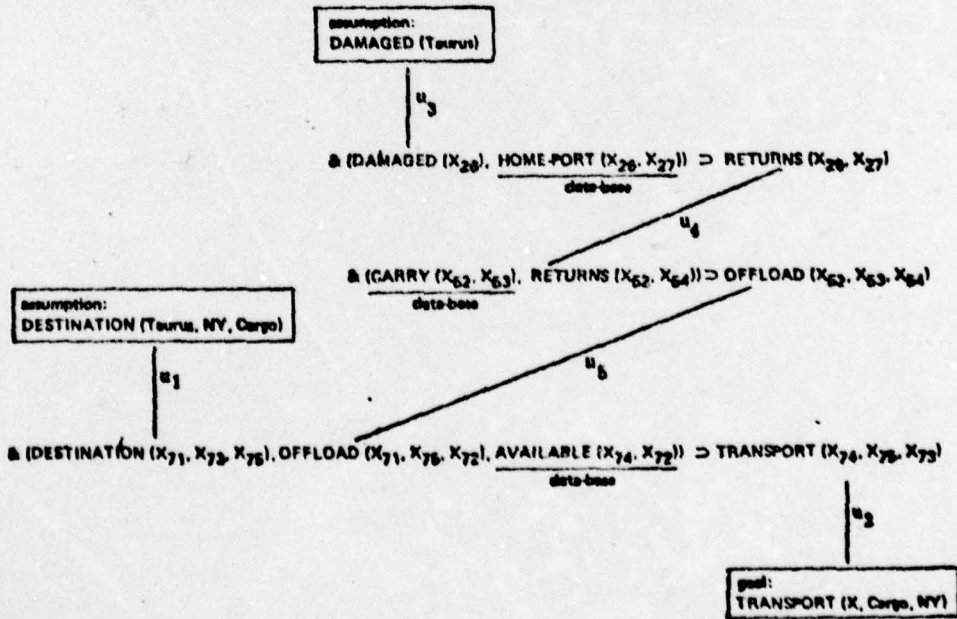 assumption:
DAMAGED (Taurus)
u3
& (DAMAGED (X26), HOME-PORT (X26, X27)) ⊃ RETURNS (X26, X27)
data-base
u4
& (CARRY (X52, X53), RETURNS (X52, X54)) ⊃ OFFLOAD (X52, X53, X54)
data-base
assumption:
DESTINATION (Taurus, NY, Cargo)
u5
u1
& (DESTINATION (X71, X73, X75), OFFLOAD (X71, X75, X72), AVAILABLE (X74, X72)) ⊃ TRANSPORT (X74, X75, X73)
data-base
u2
goal:
TRANSPORT (X, Cargo, NY)